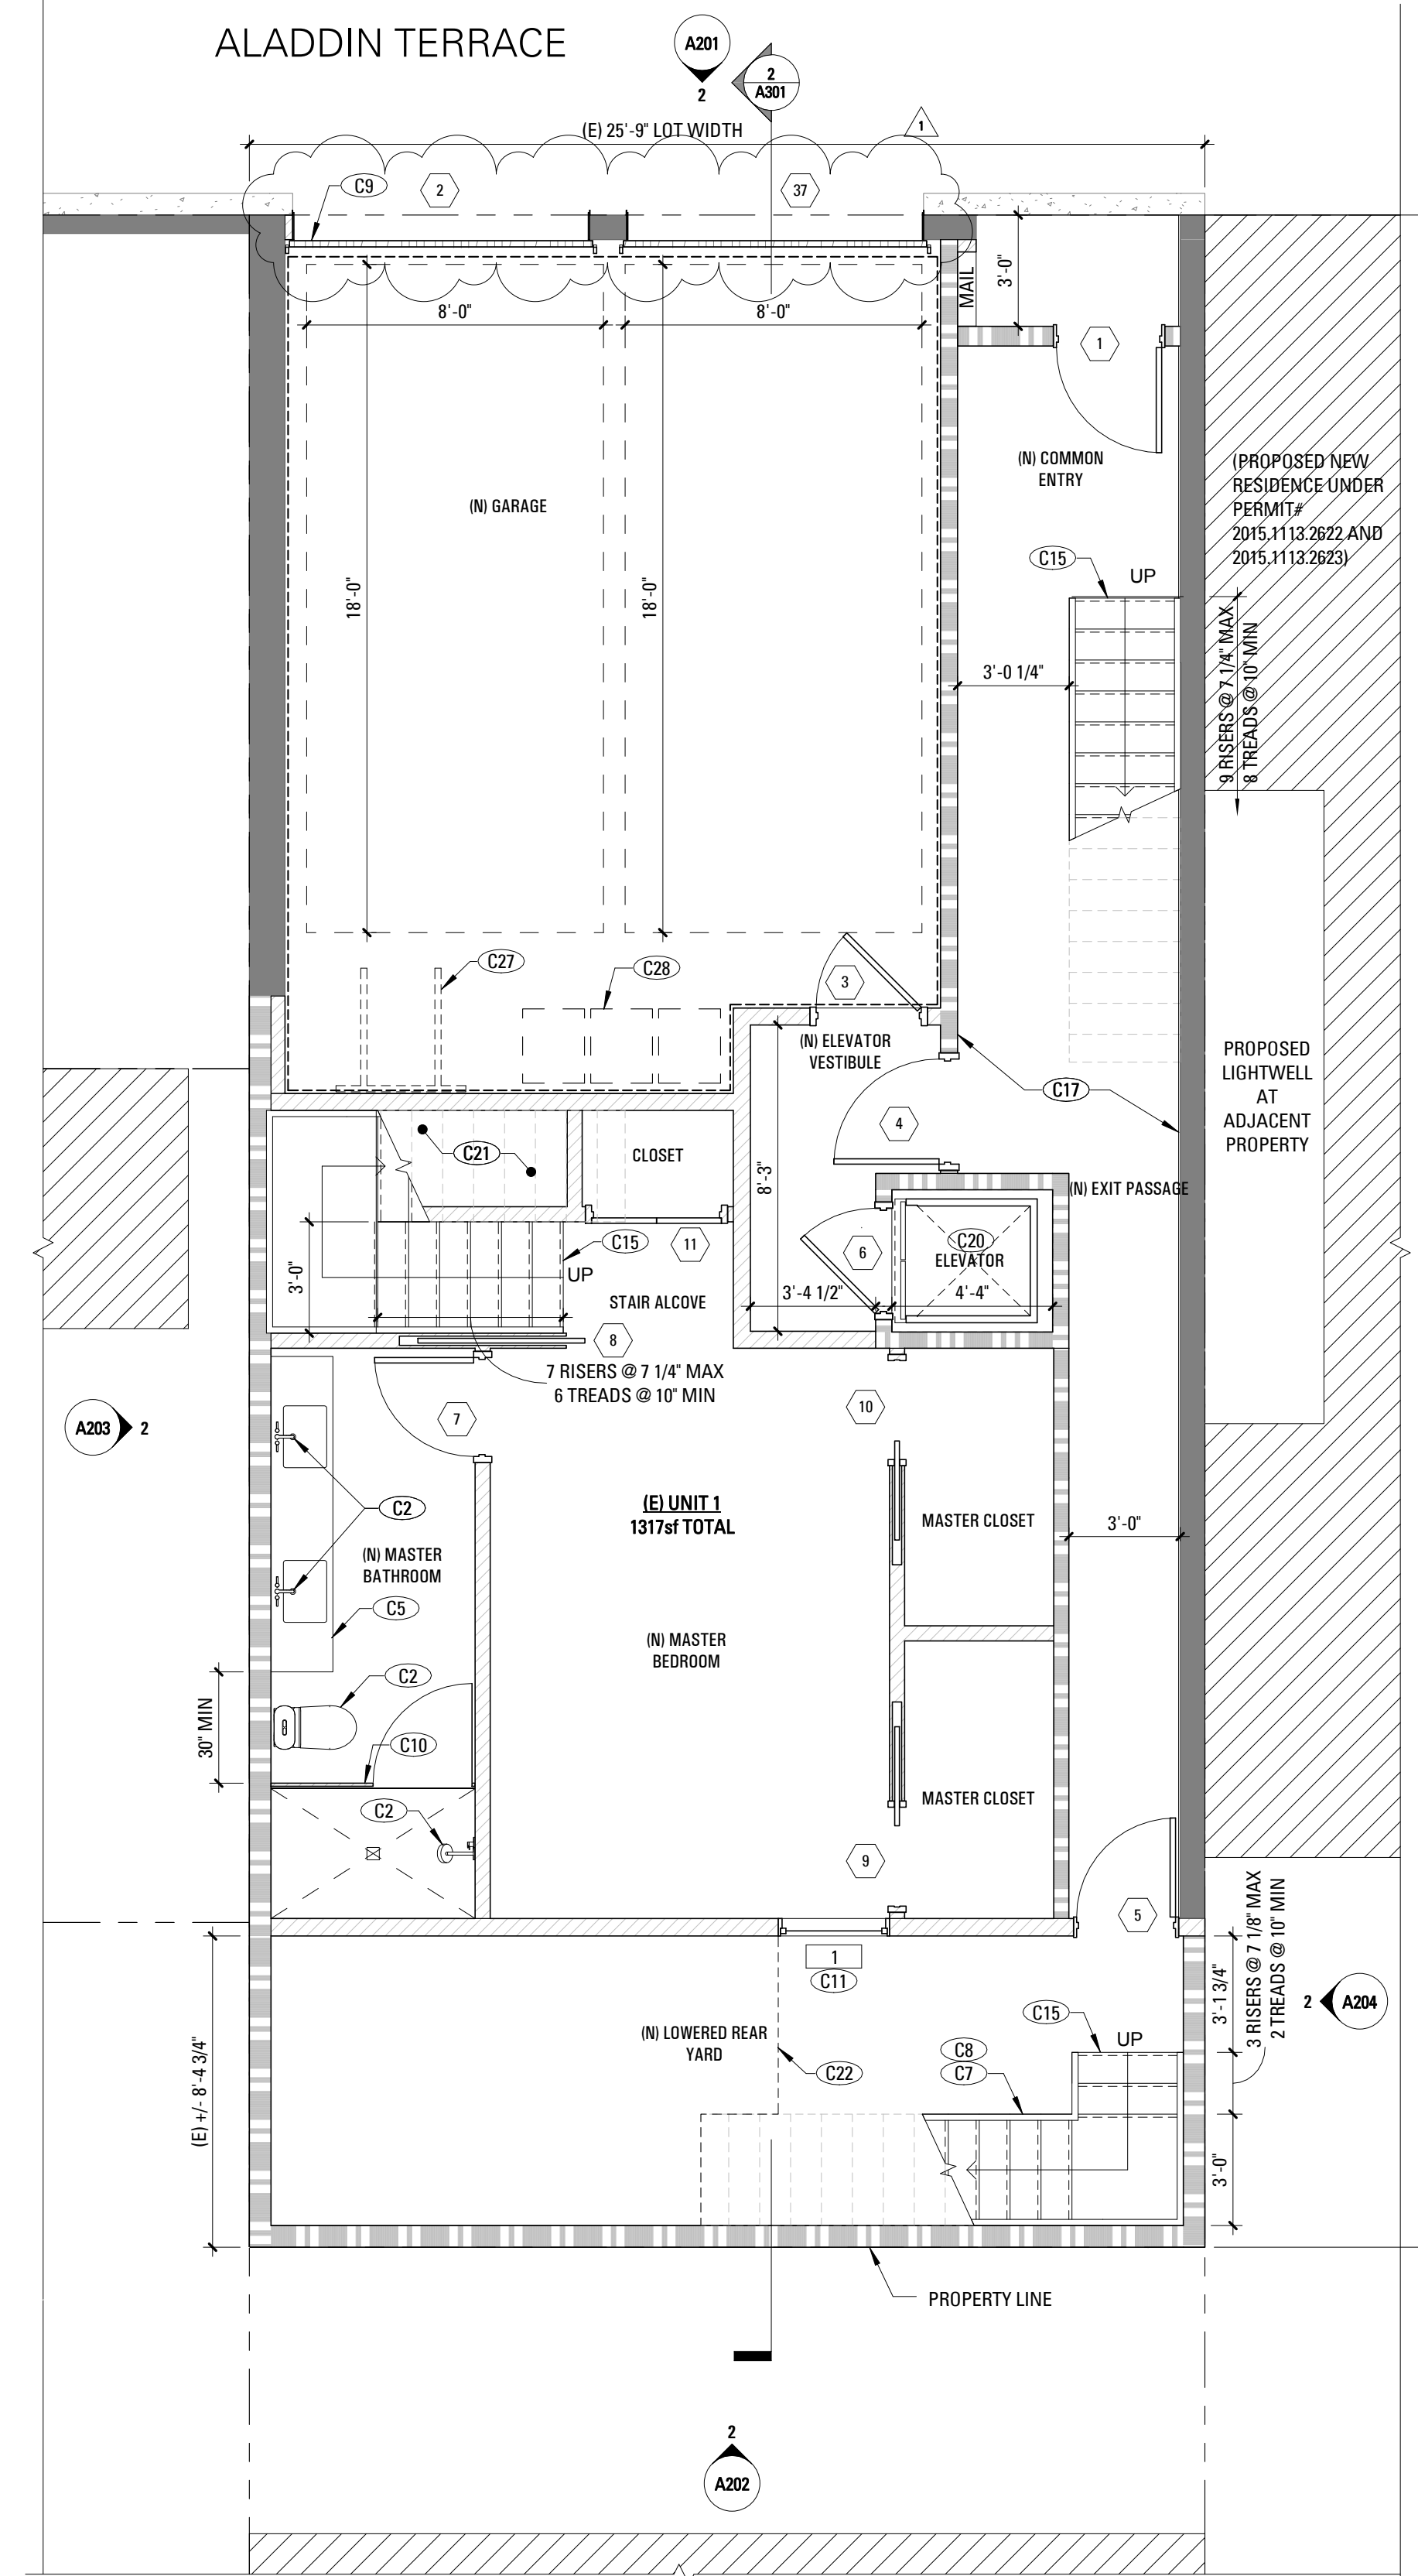 ALADDIN TERRACE
A201
2
2
A301
(E) 25'-9" LOT WIDTH
1
C9
2
37
MAIL
3'-0"
8'-0"
8'-0"
1
(N) COMMON
ENTRY
(PROPOSED NEW
RESIDENCE UNDER
PERMIT#
2015.1113.2622 AND
2015.1113.2623)
(N) GARAGE
18'-0"
18'-0"
C15
UP
9 RISERS @ 7 1/4" MAX
8 TREADS @ 10" MIN
3'-0 1/4"
C27
C28
3
(N) ELEVATOR
VESTIBULE
PROPOSED
LIGHTWELL
AT
ADJACENT
PROPERTY
C17
4
C21
CLOSET
8'-3"
(N) EXIT PASSAGE
C15
11
6
C20
ELEVATOR
3'-0"
UP
3'-4 1/2"
4'-4"
STAIR ALCOVE
8
7 RISERS @ 7 1/4" MAX
6 TREADS @ 10" MIN
A203
2
7
10
C2
(E) UNIT 1
1317sf TOTAL
MASTER CLOSET
3'-0"
(N) MASTER
BATHROOM
C5
(N) MASTER
BEDROOM
C2
30" MIN
C10
MASTER CLOSET
C2
9
5
3 RISERS @ 7 1/8" MAX
2 TREADS @ 10" MIN
1
C11
3'-1 3/4"
2
A204
(E) +/- 8'-4 3/4"
(N) LOWERED REAR
YARD
C15
UP
C8
C7
C22
3'-0"
PROPERTY LINE
2
A202